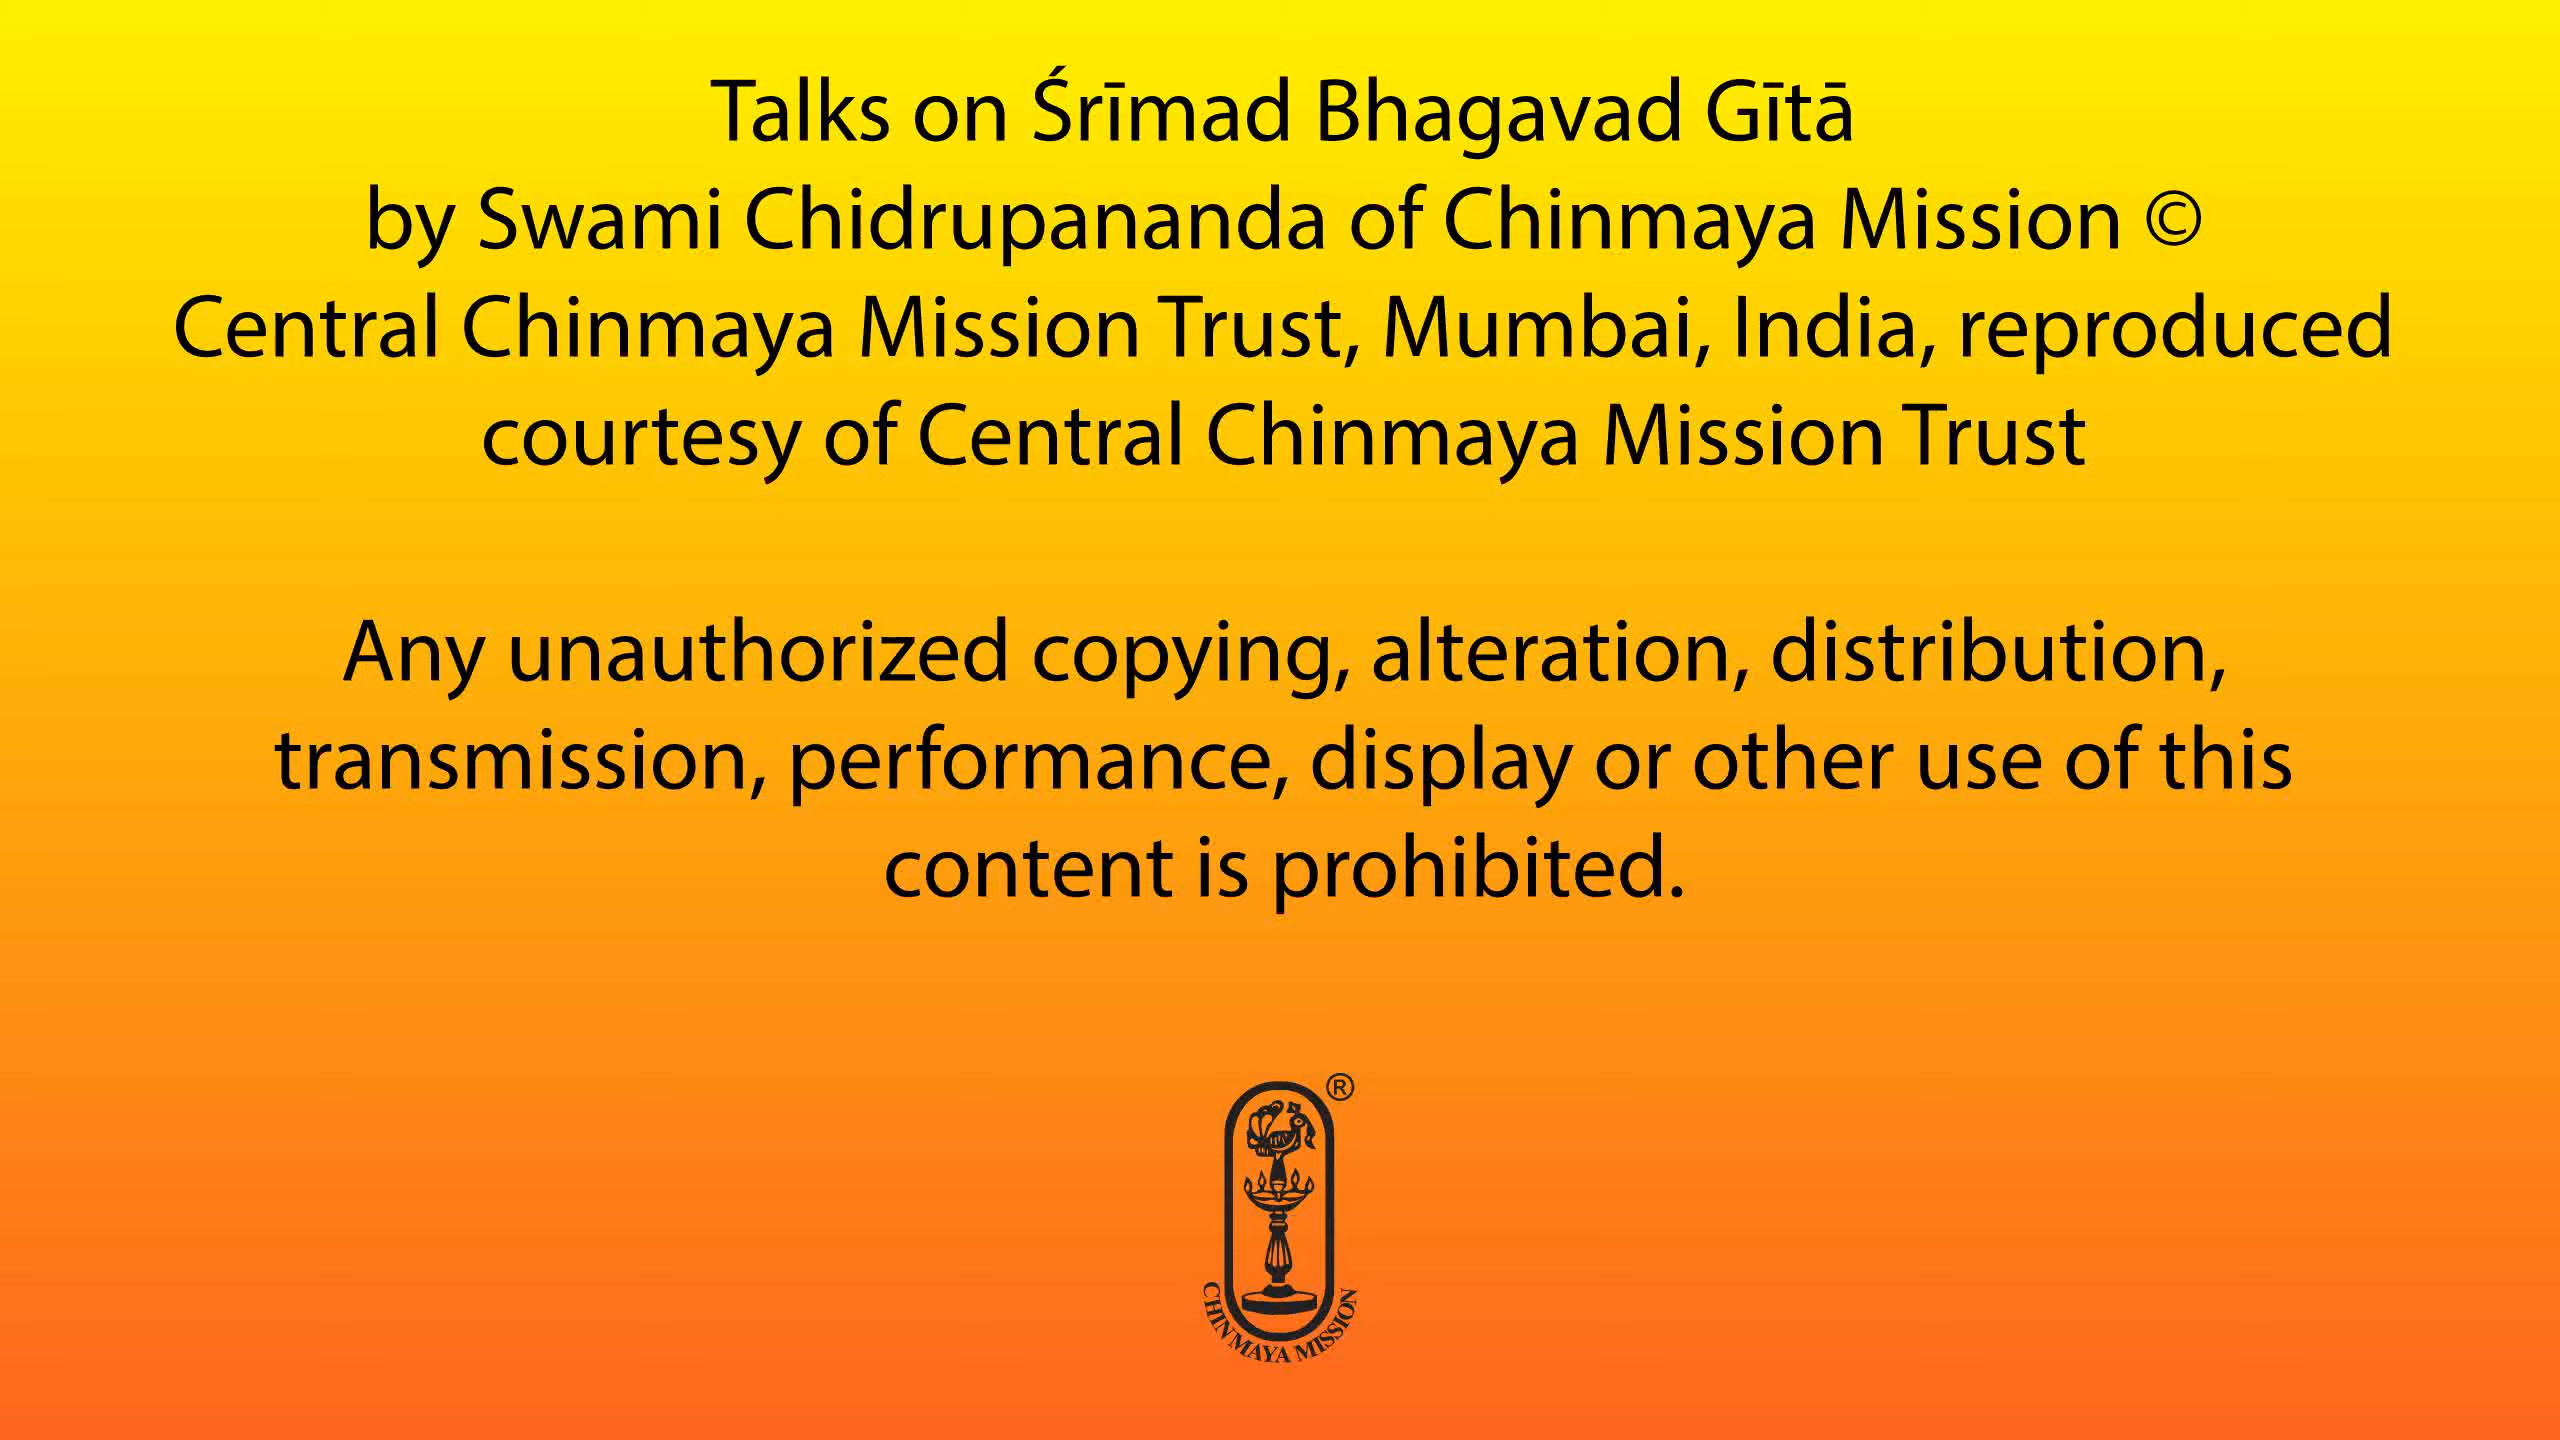 Talks on Śrīmad Bhagavad Gītā
by Swami Chidrupananda of Chinmaya Mission ©
Central Chinmaya Mission Trust, Mumbai, India, reproduced
courtesy of Central Chinmaya Mission Trust
Any unauthorized copying, alteration, distribution,
transmission, performance, display or other use of this
content is prohibited.
®
CHINMAYA MISSION